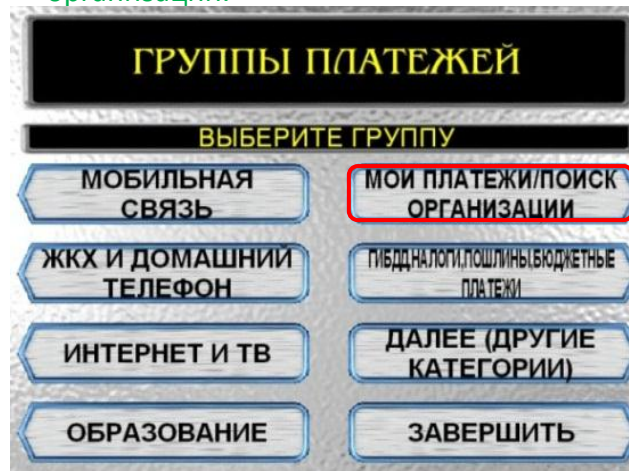 организации.
ГРУППЫ ПЛАТЕЖЕЙ
ВЫБЕРИТЕ ГРУППУ
МОБИЛЬНАЯ
СВЯЗЬ
МОИ ПЛАТЕЖИ/ПОИСК
ОРГАНИЗАЦИИ
ЖКХ И ДОМАШНИЙ
ТЕЛЕФОН
ГИБДД,НАЛОГИ,ПОШЛИНЫ,БЮДЖЕТНЫЕ
ПЛАТЕЖИ
ИНТЕРНЕТ И ТВ
ДАЛЕЕ (ДРУГИЕ
КАТЕГОРИИ)
ОБРАЗОВАНИЕ
ЗАВЕРШИТЬ